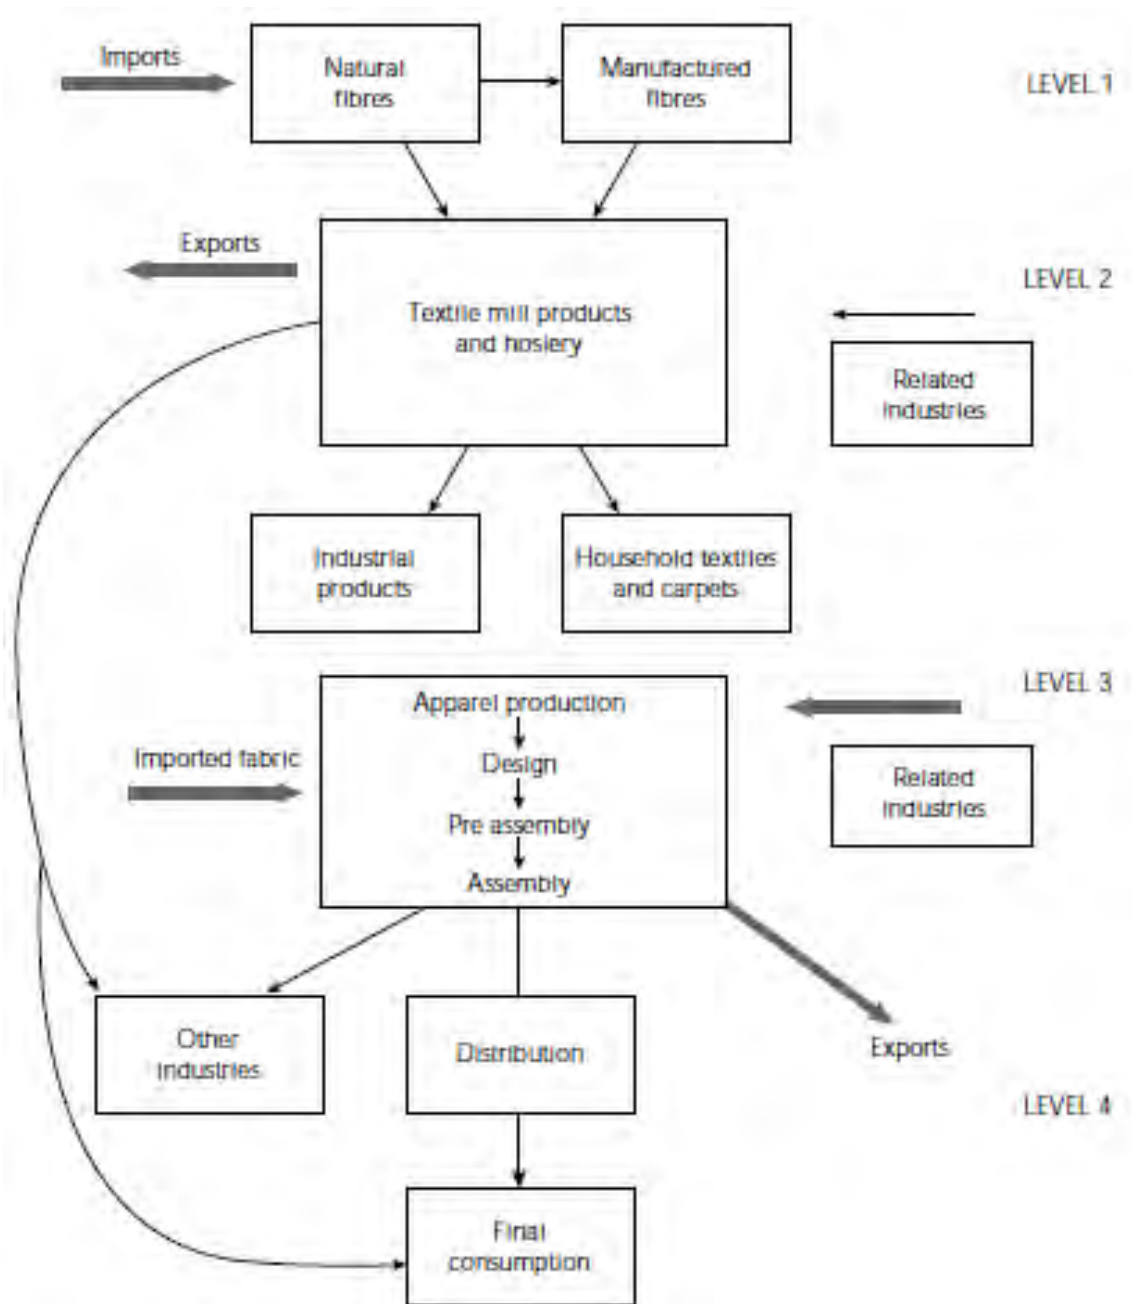 Imports
Natural
fibres
Manufactured
fibres
LEVEL 1
Exports
LEVEL 2
Textile mill products
and hosiery
Related
industries
Industrial
products
Household textiles
and carpets
LEVEL 3
Apparel production
Imported fabric
Design
Related
industries
Pre assembly
Assembly
Other
industries
Distribution
Exports
LEVEL 4
Final
consumption